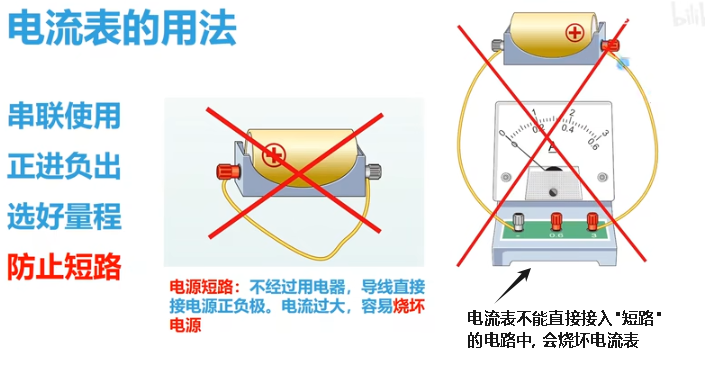 电流表的用法
串联使用
正进负出
选好量程
防止短路
电源短路：不经过用电器，导线直接
接电源正负极。电流过大，容易烧坏
电源
0 1 2 3
0 0.2 0.4 0.6
A
- 0.6 3
电流表不能直接接入"短路"
的电路中, 会烧坏电流表
bilil